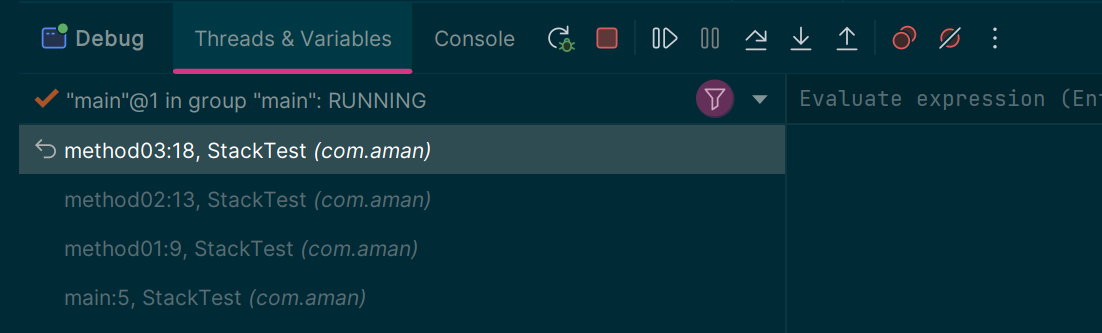 Debug Threads & Variables Console
"main"@1 in group "main": RUNNING
Evaluate expression (En
method03:18, StackTest (com.aman)
method02:13, StackTest (com.aman)
method01:9, StackTest (com.aman)
main:5, StackTest (com.aman)